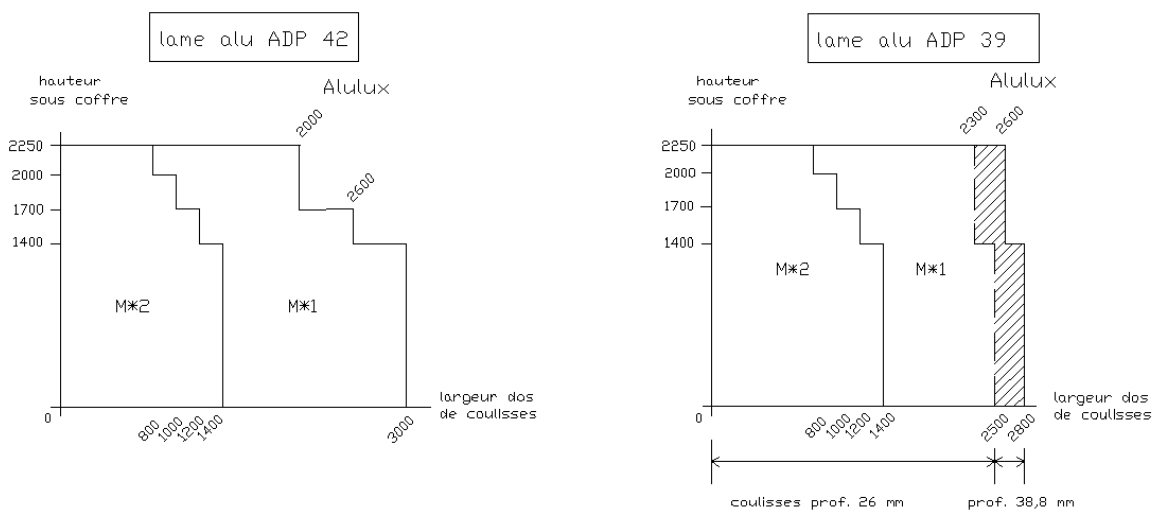 lame alu ADP 42
hauteur
sous coffre
Alulux
2000
2250
2000
2600
1700
1400
M*2
M*1
0
800
1000
1200
1400
3000
largeur dos
de coulisses
lame alu ADP 39
hauteur
sous coffre
Alulux
2300
2600
2250
2000
1700
1400
M*2
M*1
0
800
1000
1200
1400
2500
2800
largeur dos
de coulisses
coulisses prof. 26 mm
prof. 38,8 mm